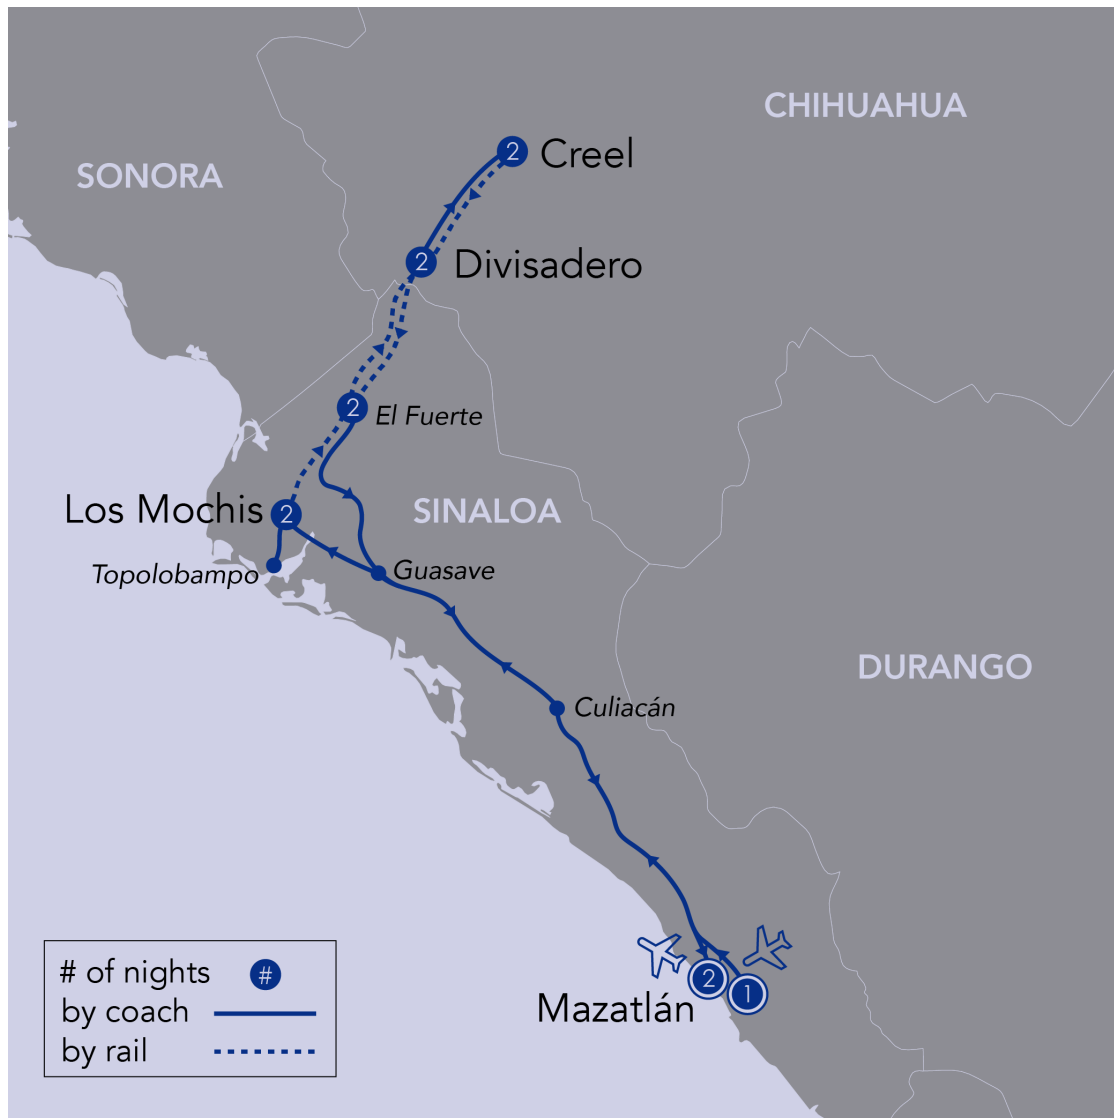 CHIHUAHUA
SONORA
2 Creel
2 Divisadero
2 El Fuerte
Los Mochis 2
SINALOA
Topolobampo
Guasave
DURANGO
Culiacán
2
1
Mazatlán
# of nights #
by coach
by rail